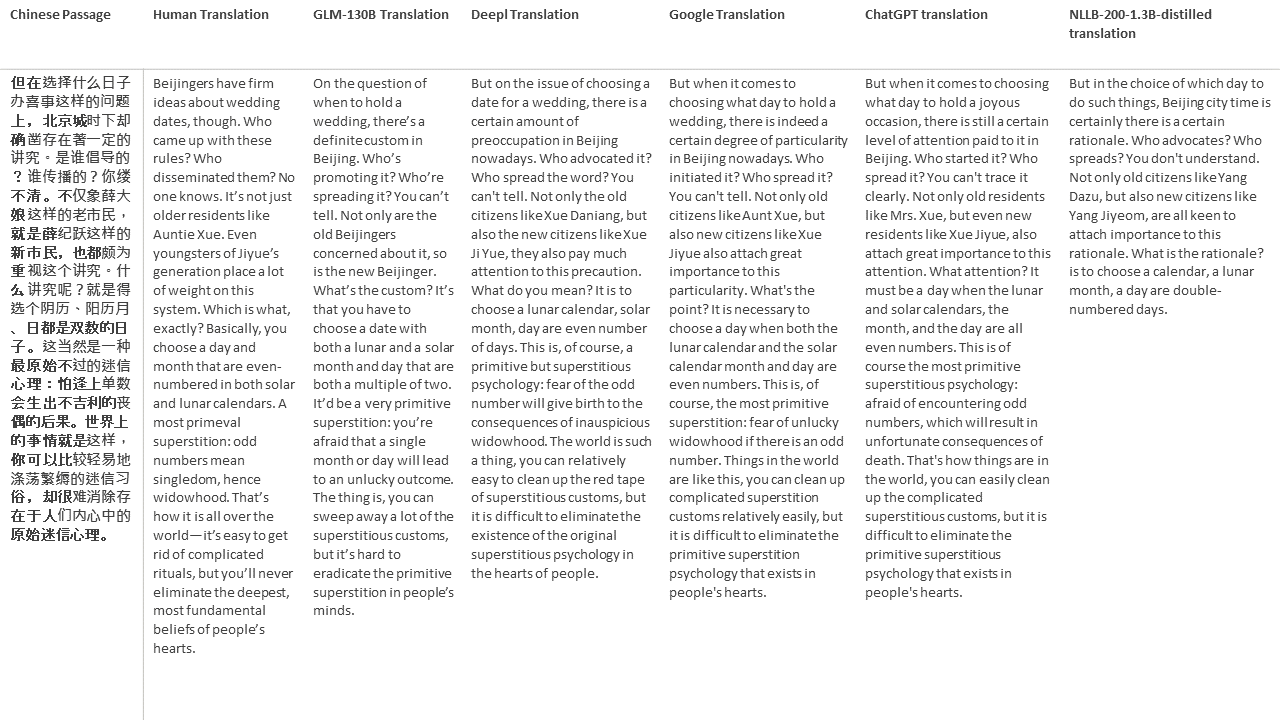 Chinese Passage
Human Translation
GLM-130B Translation
Deepl Translation
Google Translation
ChatGPT translation
NLLB-200-1.3B-distilled
translation
但在选择什么日子
办喜事这样的问题
上，北京城时下却
确凿存在著一定的
讲究。是谁倡导的
？谁传播的？你缕
不清。不仅象薛大
娘这样的老市民，
就是薛纪跃这样的
新市民，也都颇为
重视这个讲究。什
么讲究呢？就是得
选个阴历、阳历月
、日都是双数的日
子。这当然是一种
最原始不过的迷信
心理：怕逢上单数
会生出不吉利的丧
偶的后果。世界上
的事情就是这样，
你可以比较轻易地
涤荡繁缛的迷信习
俗，却很难消除存
在于人们内心中的
原始迷信心理。
Beijingers have firm
ideas about wedding
dates, though. Who
came up with these
rules? Who
disseminated them? No
one knows. It's not just
older residents like
Auntie Xue. Even
youngsters of Jiyue's
generation place a lot
of weight on this
system. Which is what,
exactly? Basically, you
choose a day and
month that are even-
numbered in both solar
and lunar calendars. A
most primeval
superstition: odd
numbers mean
singledom, hence
widowhood. That's
how it is all over the
world—it's easy to get
rid of complicated
rituals, but you'll never
eliminate the deepest,
most fundamental
beliefs of people's
hearts.
On the question of
when to hold a
wedding, there's a
definite custom in
Beijing. Who's
promoting it? Who're
spreading it? You can't
tell. Not only are the
old Beijingers
concerned about it, so
is the new Beijinger.
What's the custom? It's
that you have to
choose a date with
both a lunar and a solar
month and day that are
both a multiple of two.
It'd be a very primitive
superstition: you're
afraid that a single
month or day will lead
to an unlucky outcome.
The thing is, you can
sweep away a lot of the
superstitious customs,
but it's hard to
eradicate the primitive
superstition in people's
minds.
But on the issue of choosing a
date for a wedding, there is a
certain amount of
preoccupation in Beijing
nowadays. Who advocated it?
Who spread the word? You
can't tell. Not only the old
citizens like Xue Daniang, but
also the new citizens like Xue
Ji Yue, they also pay much
attention to this precaution.
What do you mean? It is to
choose a lunar calendar, solar
month, day are even number
of days. This is, of course, a
primitive but superstitious
psychology: fear of the odd
number will give birth to the
consequences of inauspicious
widowhood. The world is such
a thing, you can relatively
easy to clean up the red tape
of superstitious customs, but
it is difficult to eliminate the
existence of the original
superstitious psychology in
the hearts of people.
But when it comes to
choosing what day to hold a
wedding, there is indeed a
certain degree of particularity
in Beijing nowadays. Who
initiated it? Who spread it?
You can't tell. Not only old
citizens like Aunt Xue, but
also new citizens like Xue
Jiyue also attach great
importance to this
particularity. What's the
point? It is necessary to
choose a day when both the
lunar calendar and the solar
calendar month and day are
even numbers. This is, of
course, the most primitive
superstition: fear of unlucky
widowhood if there is an odd
number. Things in the world
are like this, you can clean up
complicated superstition
customs relatively easily, but
it is difficult to eliminate the
primitive superstition
psychology that exists in
people's hearts.
But when it comes to choosing
what day to hold a joyous
occasion, there is still a certain
level of attention paid to it in
Beijing. Who started it? Who
spread it? You can't trace it
clearly. Not only old residents
like Mrs. Xue, but even new
residents like Xue Jiyue, also
attach great importance to this
attention. What attention? It
must be a day when the lunar
and solar calendars, the
month, and the day are all
even numbers. This is of
course the most primitive
superstitious psychology:
afraid of encountering odd
numbers, which will result in
unfortunate consequences of
death. That's how things are in
the world, you can easily clean
up the complicated
superstitious customs, but it is
difficult to eliminate the
primitive superstitious
psychology that exists in
people's hearts.
But in the choice of which day to
do such things, Beijing city time is
certainly there is a certain
rationale. Who advocates? Who
spreads? You don't understand.
Not only old citizens like Yang
Dazu, but also new citizens like
Yang Jiyeom, are all keen to
attach importance to this
rationale. What is the rationale?
is to choose a calendar, a lunar
month, a day are double-
numbered days.